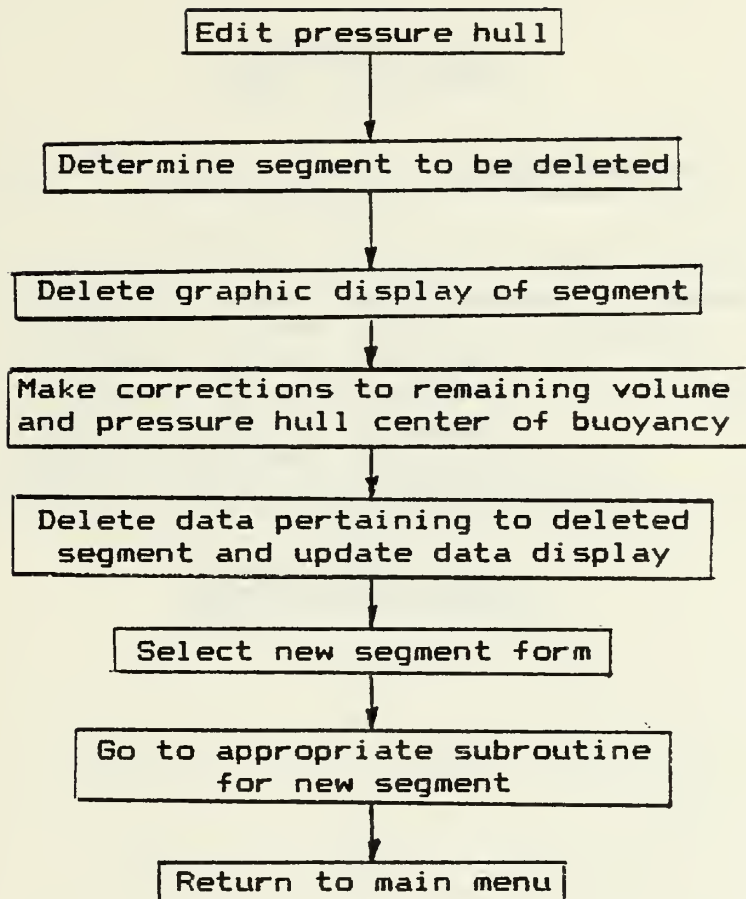 Edit pressure hull
Determine segment to be deleted
Delete graphic display of segment
Make corrections to remaining volume
and pressure hull center of buoyancy
Delete data pertaining to deleted
segment and update data display
Select new segment form
Go to appropriate subroutine
for new segment
Return to main menu